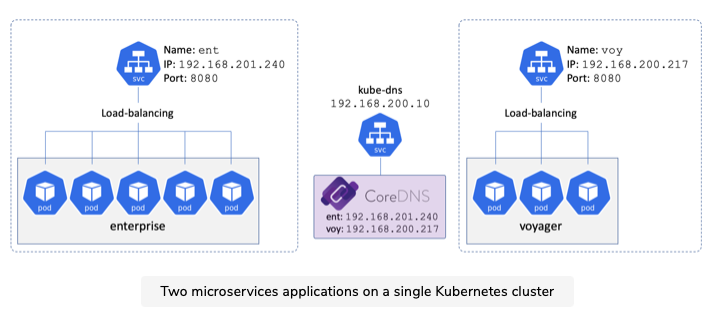 Name: ent
IP: 192.168.201.240
Port: 8080
svc
Load-balancing
pod
pod
pod
pod
pod
enterprise
kube-dns
192.168.200.10
svc
CoreDNS
ent: 192.168.201.240
voy: 192.168.200.217
Name: voy
IP: 192.168.200.217
Port: 8080
svc
Load-balancing
pod
pod
pod
voyager
Two microservices applications on a single Kubernetes cluster